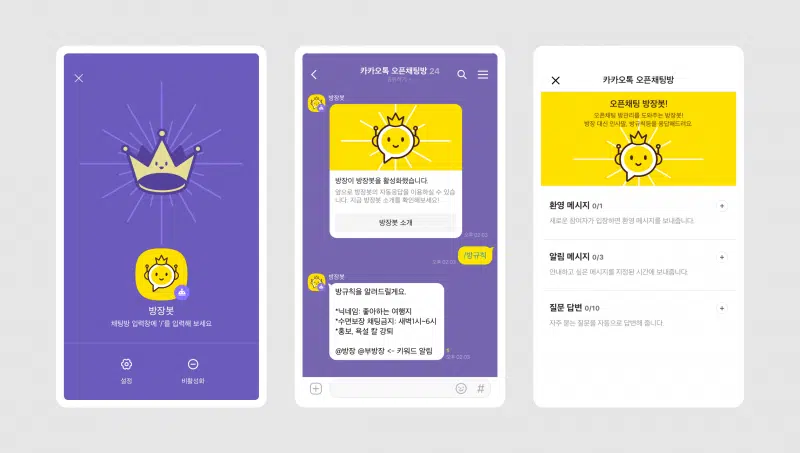 방장봇
채팅방 입력창에 '/'를 입력해 보세요
설정
비활성화
카카오톡 오픈채팅방 24
방장봇
방장이 방장봇을 활성화했습니다.
앞으로 방장봇의 자동응답을 이용하실 수 있습
니다. 지금 방장봇 소개를 확인해보세요!
방장봇 소개
오후 02:03
/방규칙
오후 02:03
방장봇
방규칙을 알려드릴게요.
*닉네임: 좋아하는 여행지
*수면보장 채팅금지: 새벽1시~6시
*홍보, 욕설 칼 강퇴
@방장 @부방장 <- 키워드 알림
오후 02:03
#
카카오톡 오픈채팅방
오픈채팅 방장봇!
오픈채팅 방관리를 도와주는 방장봇!
방장 대신 인사말, 방규칙등을 응답해드려요.
환영 메시지 0/1
새로운 참여자가 입장하면 환영 메시지를 보내줍니다.
알림 메시지 0/3
안내하고 싶은 메시지를 지정된 시간에 보내줍니다.
질문 답변 0/10
자주 묻는 질문을 자동으로 답변해 줍니다.